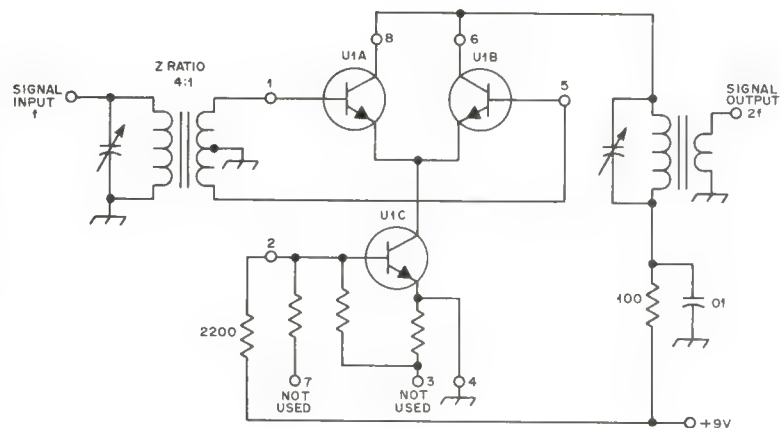 Z RATIO
4:1
SIGNAL
INPUT
f
1
U1A
8
6
U1B
5
SIGNAL
OUTPUT
2f
U1C
2
2200
7
NOT
USED
3
NOT
USED
4
100
01
+9V